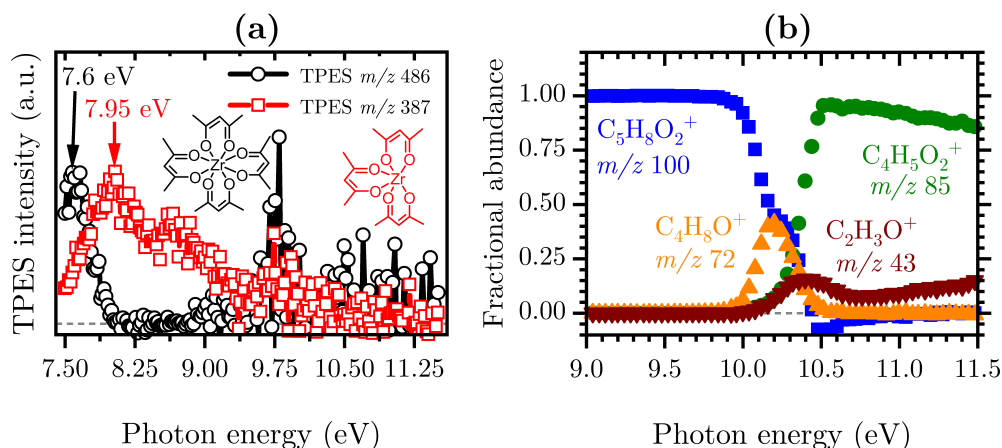 (a)
TPES intensity (a.u.)
7.6 eV
7.95 eV
TPES m/z 486
TPES m/z 387
O O
O O
O Zr O
O O
O O
O Zr
O O
7.50 8.25 9.00 9.75 10.50 11.25
Photon energy (eV)
(b)
Fractional abundance
1.00
0.75
0.50
0.25
0.00
C₅H₈O₂⁺
m/z 100
C₄H₅O₂⁺
m/z 85
C₄H₈O⁺
m/z 72
C₂H₃O⁺
m/z 43
9.0 9.5 10.0 10.5 11.0 11.5
Photon energy (eV)